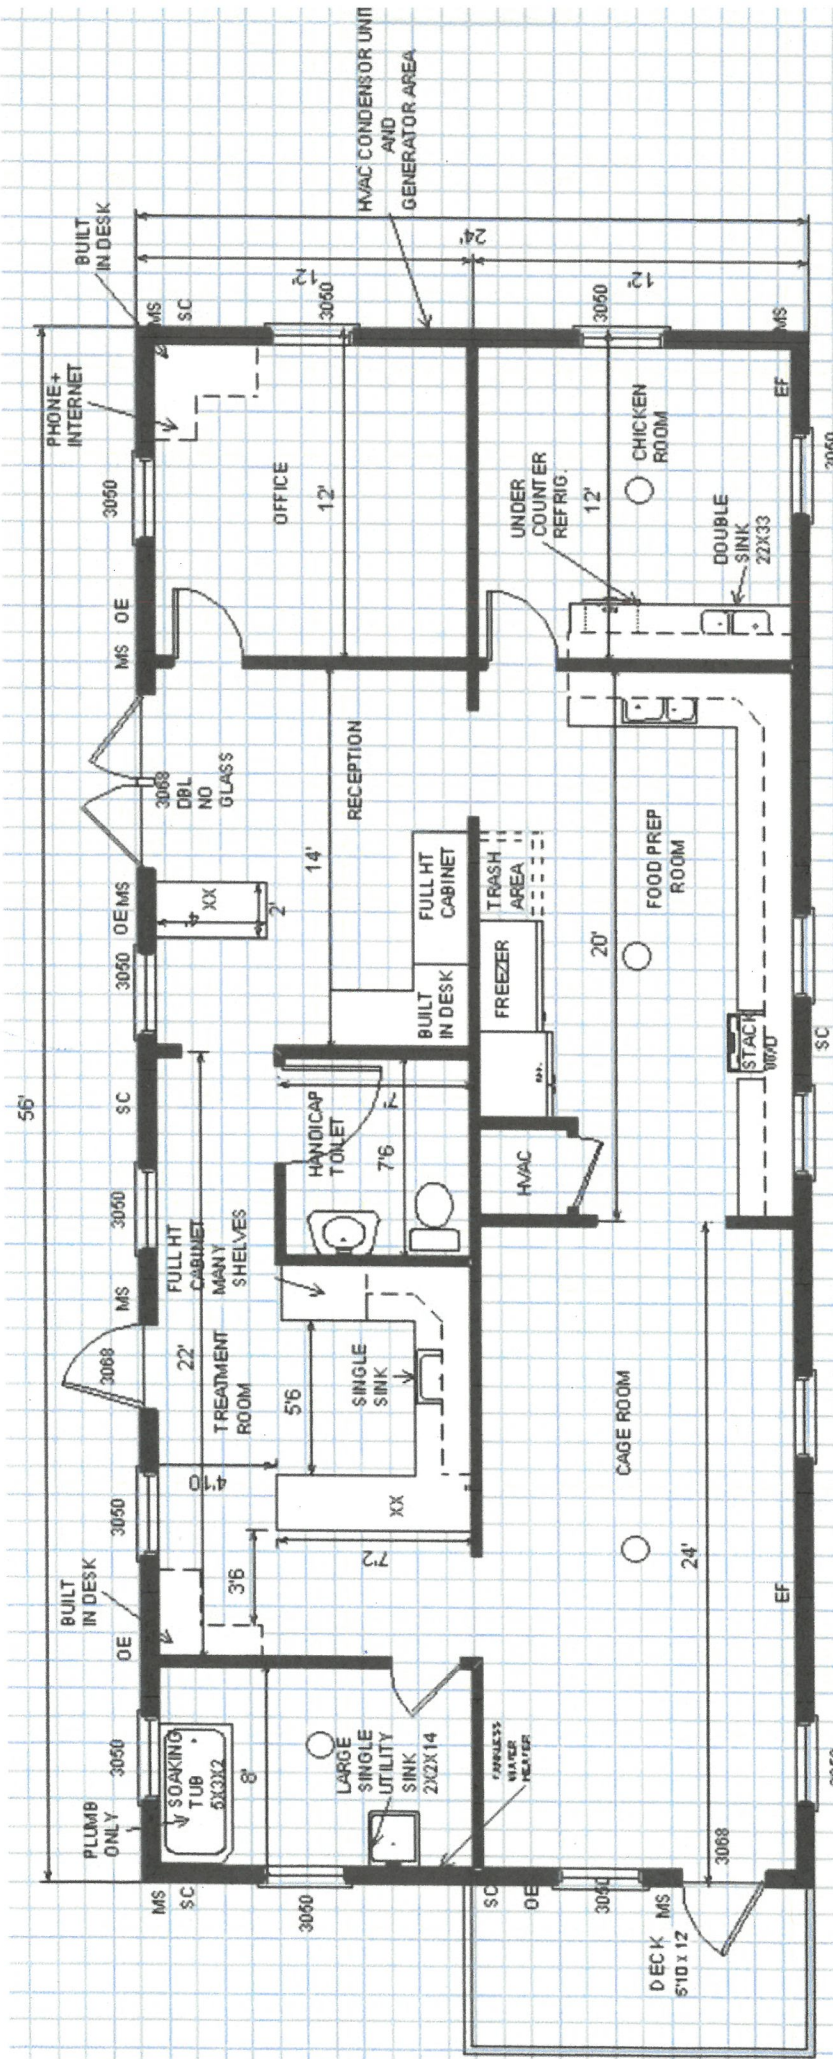 HVAC CONDENSOR UNIT
AND
GENERATOR AREA
BUILT
IN DESK
24'
12'
12'
MS
SC
3050
3050
MS
PHONE +
INTERNET
3050
OFFICE
12'
EF
CHICKEN
ROOM
UNDER
COUNTER
REFRIG.
12'
DOUBLE
SINK
22X33
3050
OE
MS
3068
DBL
NO
GLASS
RECEPTION
14'
XX
4'
2'
OE MS
3050
FULL HT
CABINET
BUILT
IN DESK
TRASH
AREA
FREEZER
FOOD PREP
ROOM
20'
STACK
W/D
SC
56'
SC
HANDICAP
TOILET
7'
7'6
HVAC
3050
FULL HT
CABINET
MANY
SHELVES
MS
3068
22'
TREATMENT
ROOM
SINGLE
SINK
5'6
4'10
XX
7'2
3050
3'6
BUILT
IN DESK
OE
CAGE ROOM
24'
EF
3050
SOAKING
TUB
5X3X2
8'
PLUMB
ONLY
LARGE
SINGLE
UTILITY
SINK
2X2X14
TANKLESS
WATER
HEATER
3050
MS
SC
3050
SC
OE
3050
MS
3068
DECK
5'10 X 12